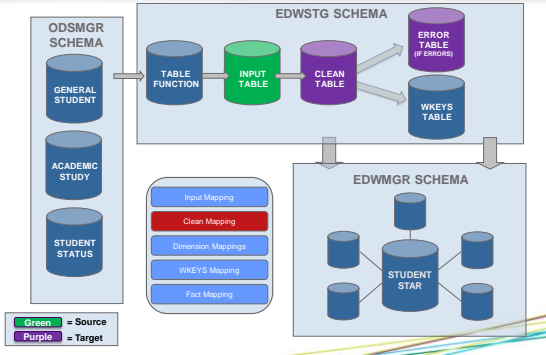 ODSMGR
SCHEMA
GENERAL
STUDENT
ACADEMIC
STUDY
STUDENT
STATUS
EDWSTG SCHEMA
TABLE
FUNCTION
INPUT
TABLE
CLEAN
TABLE
ERROR
TABLE
(IF ERRORS)
WKEYS
TABLE
Input Mapping
Clean Mapping
Dimension Mappings
WKEYS Mapping
Fact Mapping
EDWMGR SCHEMA
STUDENT
STAR
Green = Source
Purple = Target